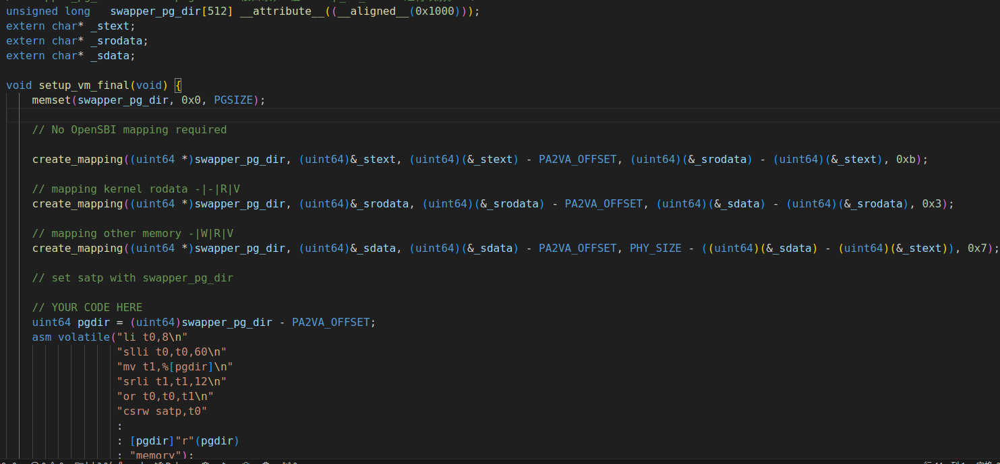 unsigned long   swapper_pg_dir[512] __attribute__((__aligned__(0x1000)));
extern char* _stext;
extern char* _srodata;
extern char* _sdata;
void setup_vm_final(void) {
    memset(swapper_pg_dir, 0x0, PGSIZE);
    // No OpenSBI mapping required
    create_mapping((uint64 *)swapper_pg_dir, (uint64)&_stext, (uint64)(&_stext) - PA2VA_OFFSET, (uint64)(&_srodata) - (uint64)(&_stext), 0xb);
    // mapping kernel rodata -|-|R|V
    create_mapping((uint64 *)swapper_pg_dir, (uint64)&_srodata, (uint64)(&_srodata) - PA2VA_OFFSET, (uint64)(&_sdata) - (uint64)(&_srodata), 0x3);
    // mapping other memory -|W|R|V
    create_mapping((uint64 *)swapper_pg_dir, (uint64)&_sdata, (uint64)(&_sdata) - PA2VA_OFFSET, PHY_SIZE - ((uint64)(&_sdata) - (uint64)(&_stext)), 0x7);
    // set satp with swapper_pg_dir
    // YOUR CODE HERE
    uint64 pgdir = (uint64)swapper_pg_dir - PA2VA_OFFSET;
    asm volatile("li t0,8\n"
                 "slli t0,t0,60\n"
                 "mv t1,%[pgdir]\n"
                 "srli t1,t1,12\n"
                 "or t0,t0,t1\n"
                 "csrw satp,t0"
                 :
                 : [pgdir]"r"(pgdir)
                 : "memory");